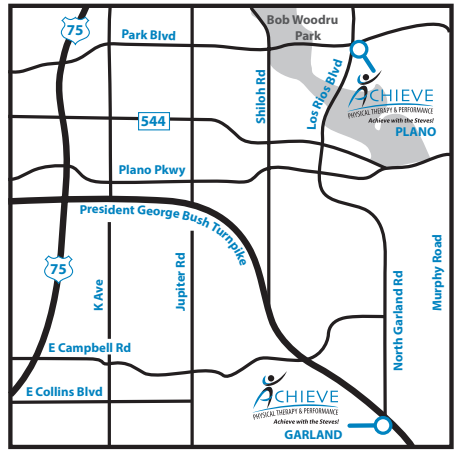 75
Park Blvd
Bob Woodru
Park
Shiloh Rd
Los Rios Blvd
ACHIEVE
PHYSICAL THERAPY & PERFORMANCE
Achieve with the Steves!
PLANO
544
Plano Pkwy
President George Bush Turnpike
75
K Ave
Jupiter Rd
North Garland Rd
Murphy Road
E Campbell Rd
E Collins Blvd
ACHIEVE
PHYSICAL THERAPY & PERFORMANCE
Achieve with the Steves!
GARLAND